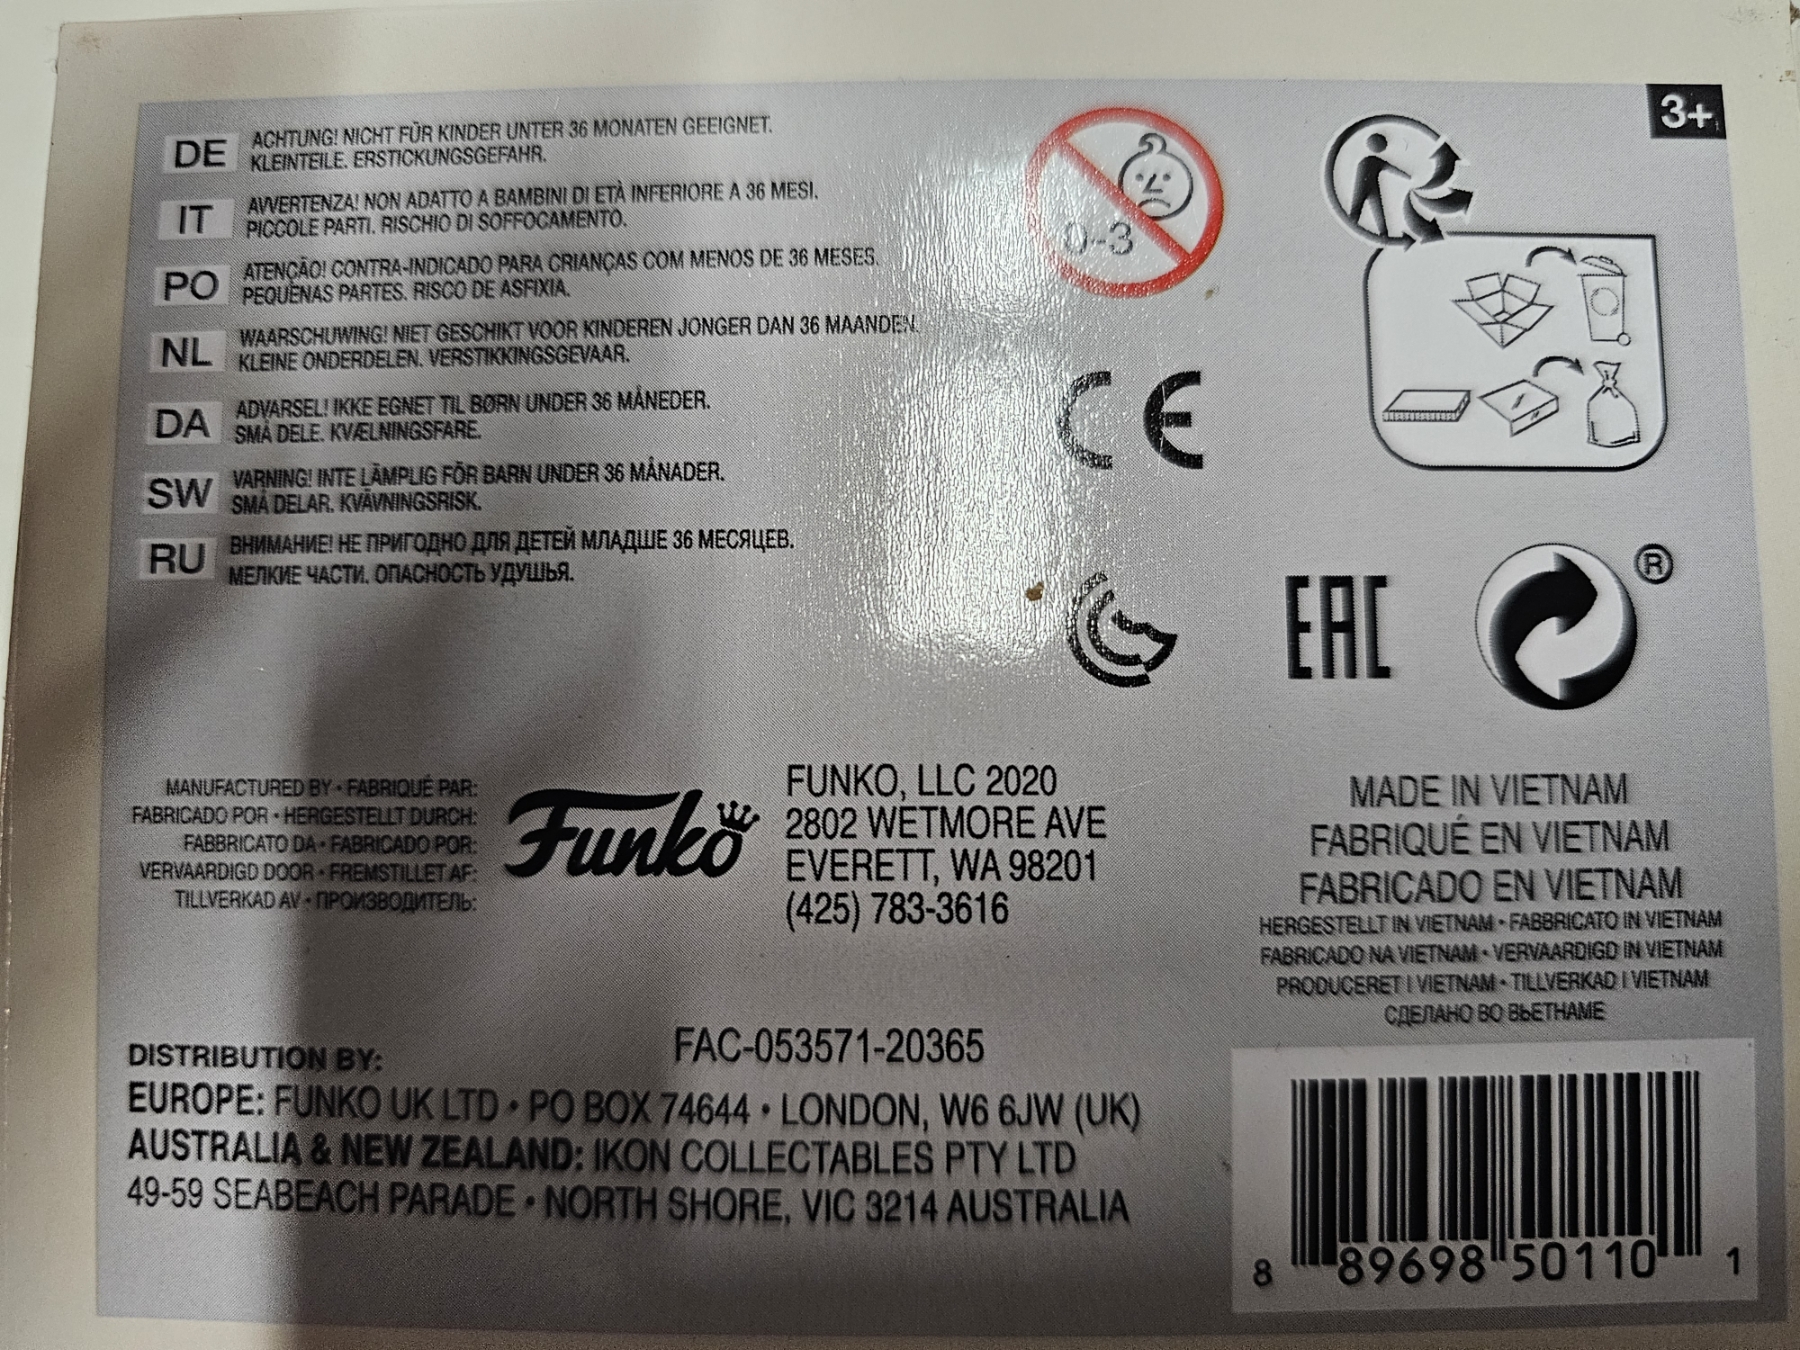 3+
DE
ACHTUNG! NICHT FÜR KINDER UNTER 36 MONATEN GEEIGNET.
KLEINTEILE. ERSTICKUNGSGEFAHR.
IT
AVVERTENZA! NON ADATTO A BAMBINI DI ETÀ INFERIORE A 36 MESI.
PICCOLE PARTI. RISCHIO DI SOFFOCAMENTO.
PO
ATENCÃO! CONTRA-INDICADO PARA CRIANÇAS COM MENOS DE 36 MESES.
PEQUENAS PARTES. RISCO DE ASFIXIA.
NL
WAARSCHUWING! NIET GESCHIKT VOOR KINDEREN JONGER DAN 36 MAANDEN.
KLEINE ONDERDELEN. VERSTIKKINGSGEVAAR.
DA
ADVARSEL! IKKE EGNET TIL BØRN UNDER 36 MÅNEDER.
SMÅ DELE. KVÆLNINGSFARE.
SW
VARNING! INTE LÄMPLIG FÖR BARN UNDER 36 MÅNADER.
SMÅ DELAR. KVÄVNINGSRISK.
RU
ВНИМАНИЕ! НЕ ПРИГОДНО ДЛЯ ДЕТЕЙ МЛАДШЕ 36 МЕСЯЦЕВ.
МЕЛКИЕ ЧАСТИ. ОПАСНОСТЬ УДУШЬЯ.
0-3
CE
EAC
®
MANUFACTURED BY • FABRIQUÉ PAR:
FABRICADO POR • HERGESTELLT DURCH:
FABBRICATO DA • FABRICADO POR:
VERVAARDIGD DOOR • FREMSTILLET AF:
TILLVERKAD AV • ПРОИЗВОДИТЕЛЬ:
Funko
FUNKO, LLC 2020
2802 WETMORE AVE
EVERETT, WA 98201
(425) 783-3616
MADE IN VIETNAM
FABRIQUÉ EN VIETNAM
FABRICADO EN VIETNAM
HERGESTELLT IN VIETNAM • FABBRICATO IN VIETNAM
FABRICADO NA VIETNAM • VERVAARDIGD IN VIETNAM
PRODUCERET I VIETNAM • TILLVERKAD I VIETNAM
СДЕЛАНО ВО ВЬЕТНАМЕ
FAC-053571-20365
DISTRIBUTION BY:
EUROPE: FUNKO UK LTD • PO BOX 74644 • LONDON, W6 6JW (UK)
AUSTRALIA & NEW ZEALAND: IKON COLLECTABLES PTY LTD
49-59 SEABEACH PARADE • NORTH SHORE, VIC 3214 AUSTRALIA
8 89698 50110 1